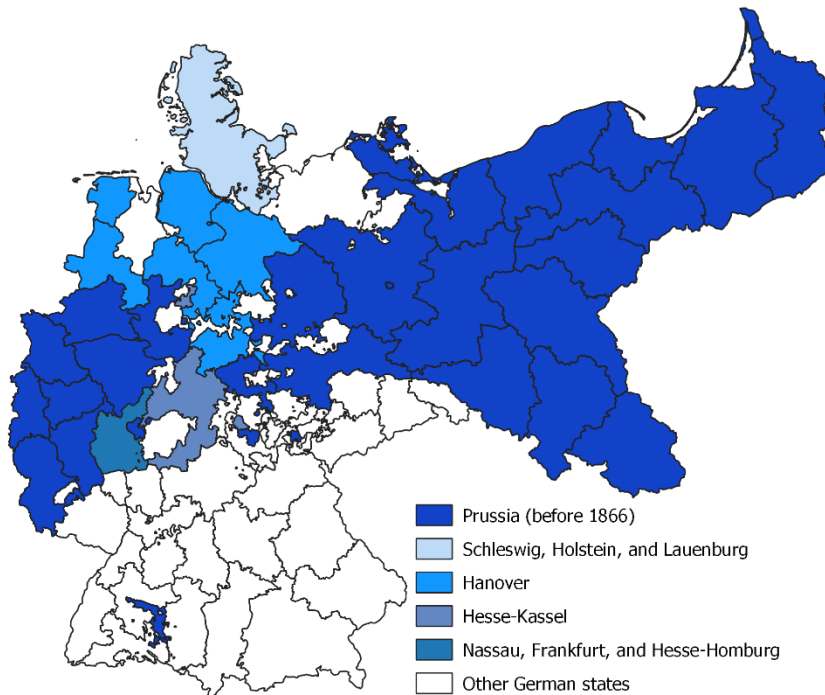 Prussia (before 1866)
Schleswig, Holstein, and Lauenburg
Hanover
Hesse-Kassel
Nassau, Frankfurt, and Hesse-Homburg
Other German states